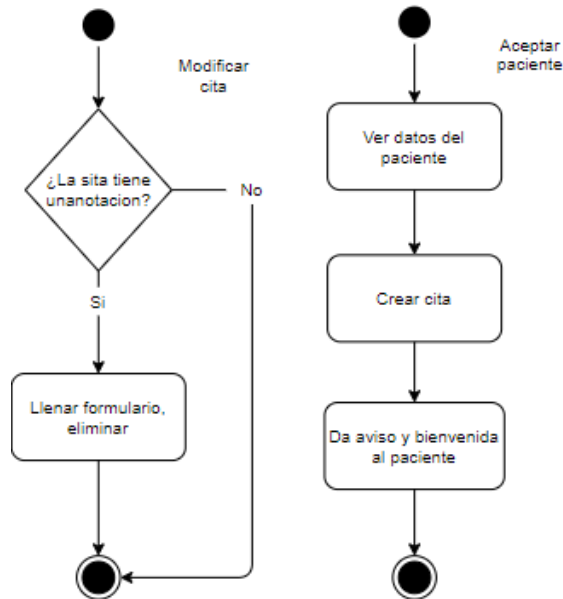 Modificar
cita
¿La sita tiene
unanotacion?
No
Si
Llenar formulario,
eliminar
Aceptar
paciente
Ver datos del
paciente
Crear cita
Da aviso y bienvenida
al paciente